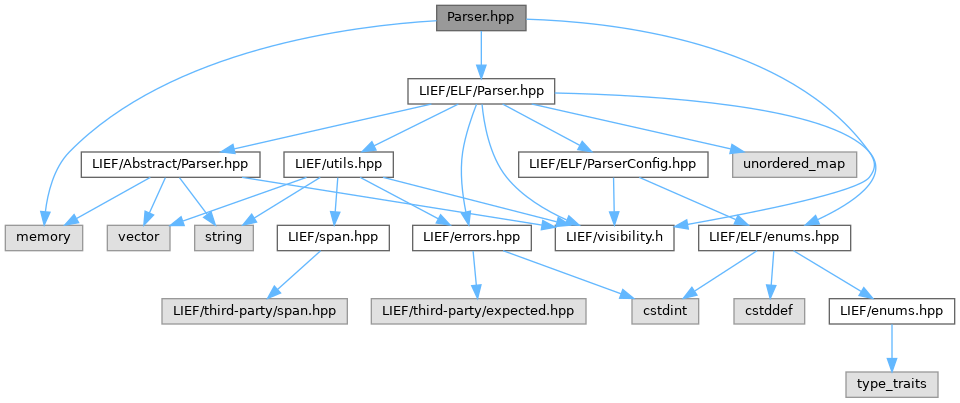 Parser.hpp
LIEF/ELF/Parser.hpp
LIEF/Abstract/Parser.hpp
LIEF/utils.hpp
LIEF/ELF/ParserConfig.hpp
unordered_map
memory
vector
string
LIEF/span.hpp
LIEF/errors.hpp
LIEF/visibility.h
LIEF/ELF/enums.hpp
LIEF/third-party/span.hpp
LIEF/third-party/expected.hpp
cstdint
cstddef
LIEF/enums.hpp
type_traits